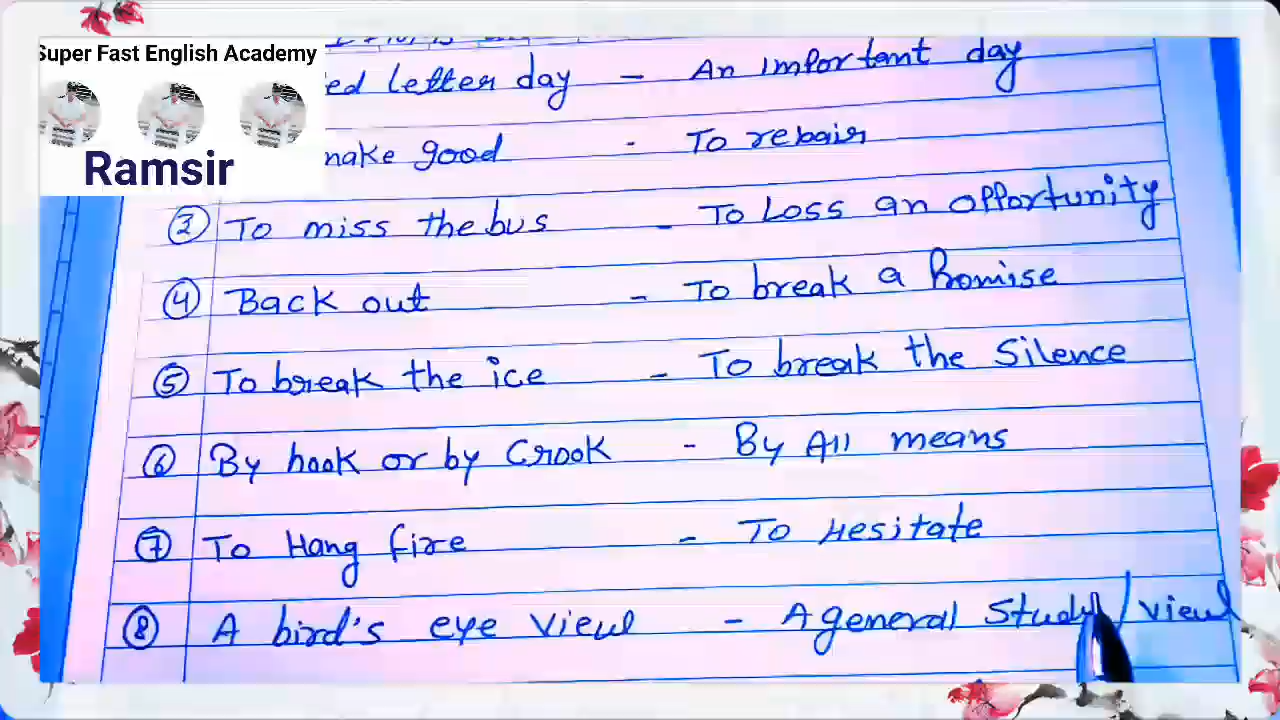 Super Fast English Academy
Ramsir
ed letter day - An important day
make good - To repair
③ To miss the bus - To Loss an opportunity
④ Back out - To break a Promise
⑤ To break the ice - To break the Silence
⑥ By hook or by Crook - By All means
⑦ To Hang fire - To Hesitate
⑧ A bird's eye view - A general Study/view